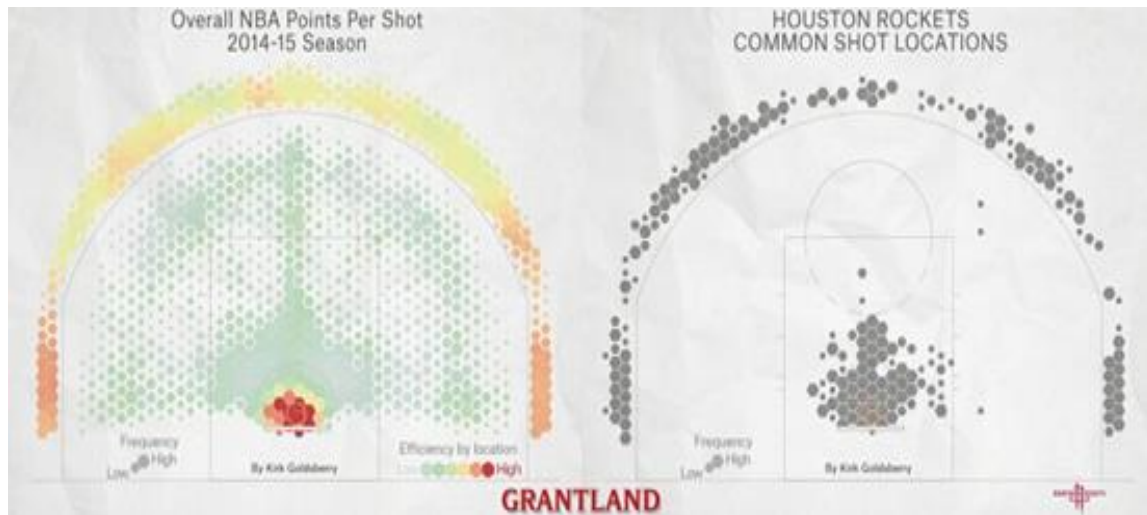 Overall NBA Points Per Shot
2014-15 Season
Frequency
Low High
By Kirk Goldsberry
Efficiency by location
Low High
HOUSTON ROCKETS
COMMON SHOT LOCATIONS
Frequency
Low High
By Kirk Goldsberry
GRANTLAND